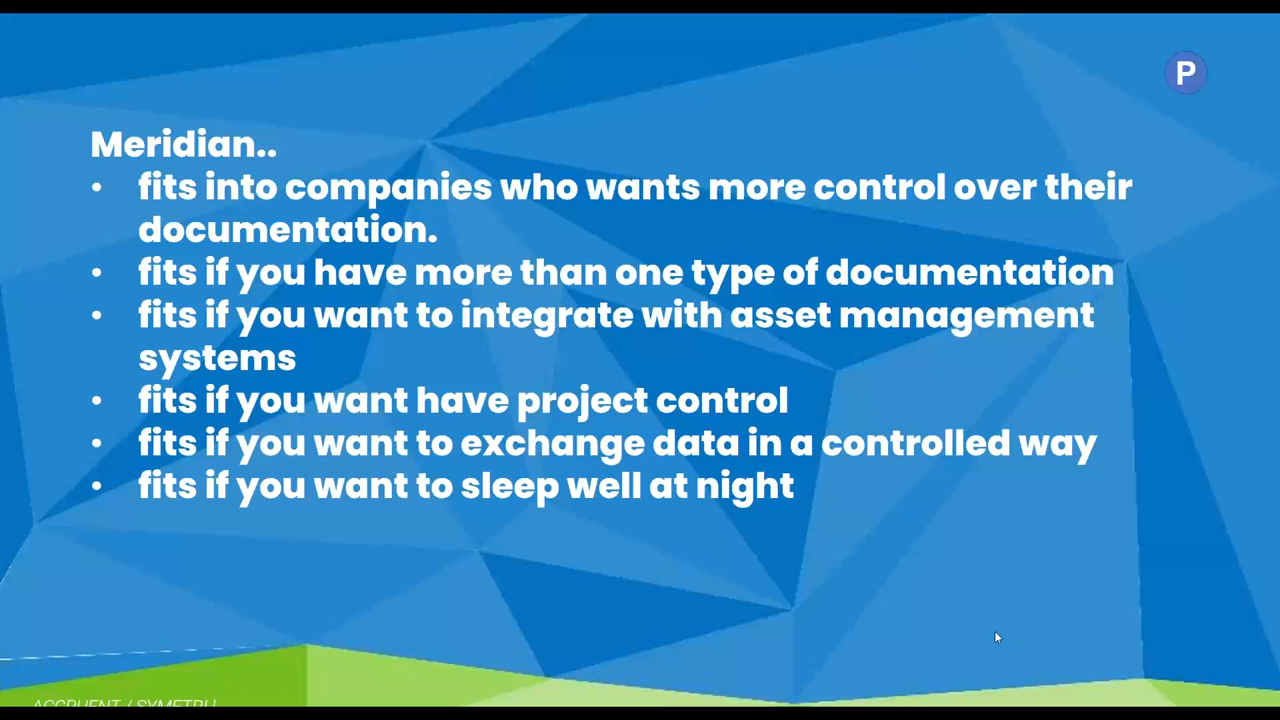 P
Meridian..
• fits into companies who wants more control over their
documentation.
• fits if you have more than one type of documentation
• fits if you want to integrate with asset management
systems
• fits if you want have project control
• fits if you want to exchange data in a controlled way
• fits if you want to sleep well at night
ACCRUENT / SYMETRI